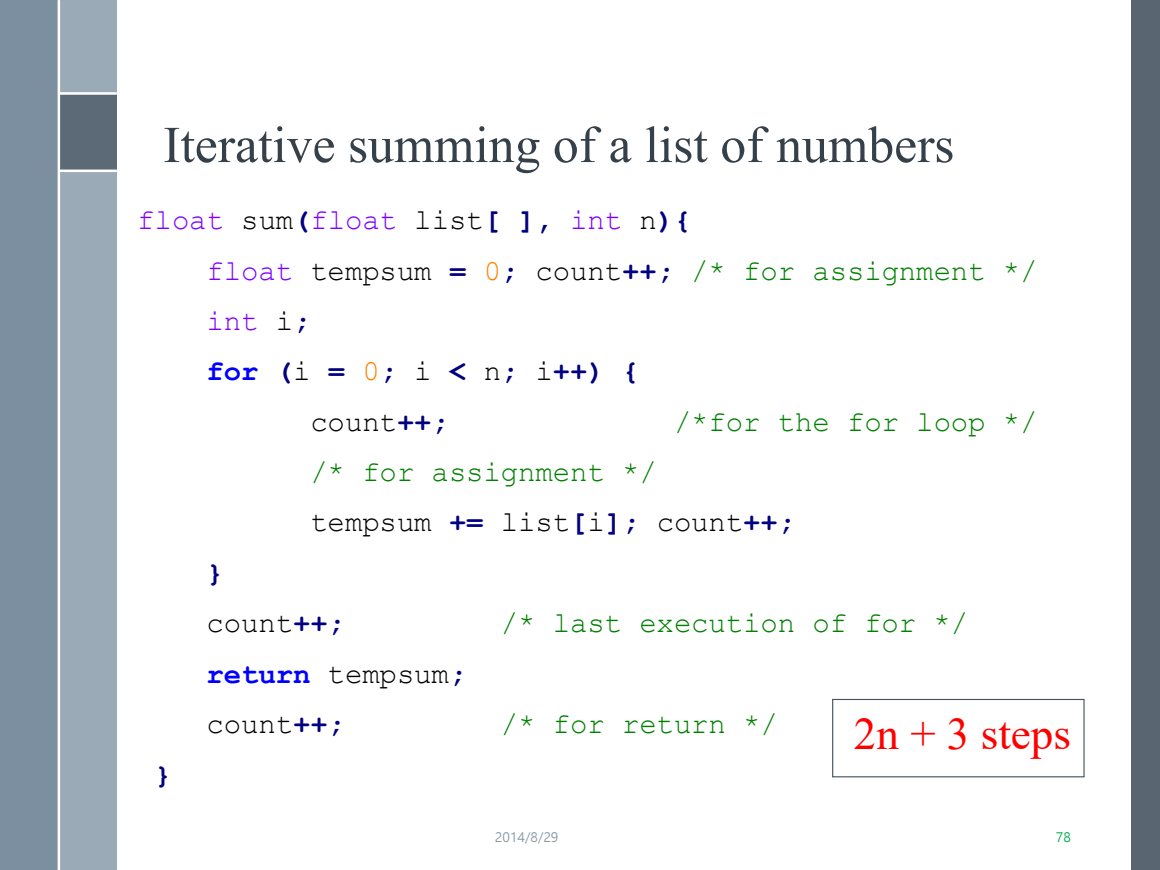 Iterative summing of a list of numbers
float sum(float list[ ], int n){
float tempsum = 0; count++; /* for assignment */
int i;
for (i = 0; i < n; i++) {
count++; /*for the for loop */
/* for assignment */
tempsum += list[i]; count++;
}
count++; /* last execution of for */
return tempsum;
count++; /* for return */
2n + 3 steps
}
2014/8/29
78